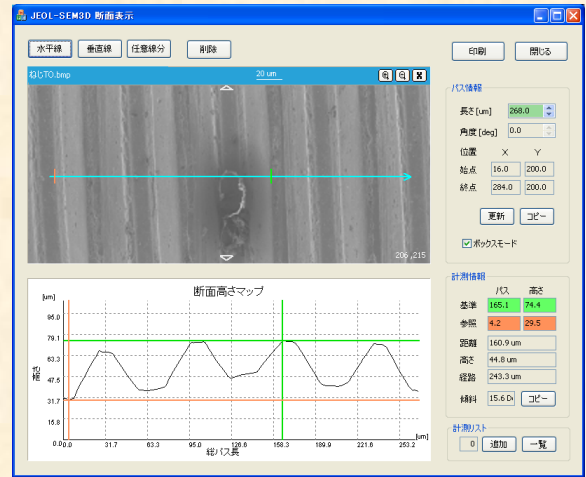 JEOL-SEM3D 断面表示
水平線 垂直線 任意線分 削除 印刷 閉じる
ねじTO.bmp 20 um
206,215
パス情報
長さ[um] 268.0
角度 [deg] 0.0
位置 X Y
始点 16.0 200.0
終点 284.0 200.0
更新 コピー
ボックスモード
断面高さマップ
[um]
96.0
79.1
63.3
47.5
31.7
16.8
0.0
高さ
0.0 31.7 63.3 95.0 126.6 158.3 189.9 221.6 253.2 [um]
総パス長
計測情報
パス 高さ
基準 165.1 74.4
参照 4.2 29.5
距離 160.9 um
高さ 44.8 um
経路 243.3 um
傾斜 15.6 De コピー
計測リスト
0 追加 一覧